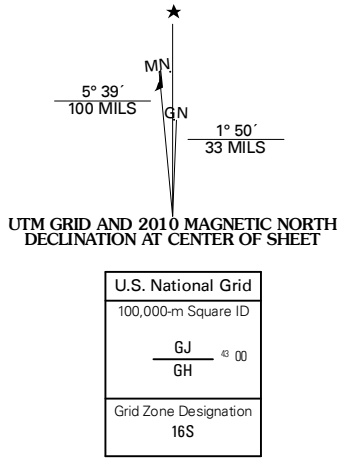 MN
5° 39´
100 MILS
GN
1° 50´
33 MILS
UTM GRID AND 2010 MAGNETIC NORTH
DECLINATION AT CENTER OF SHEET
U.S. National Grid
100,000-m Square ID
GJ
43 00
GH
Grid Zone Designation
16S